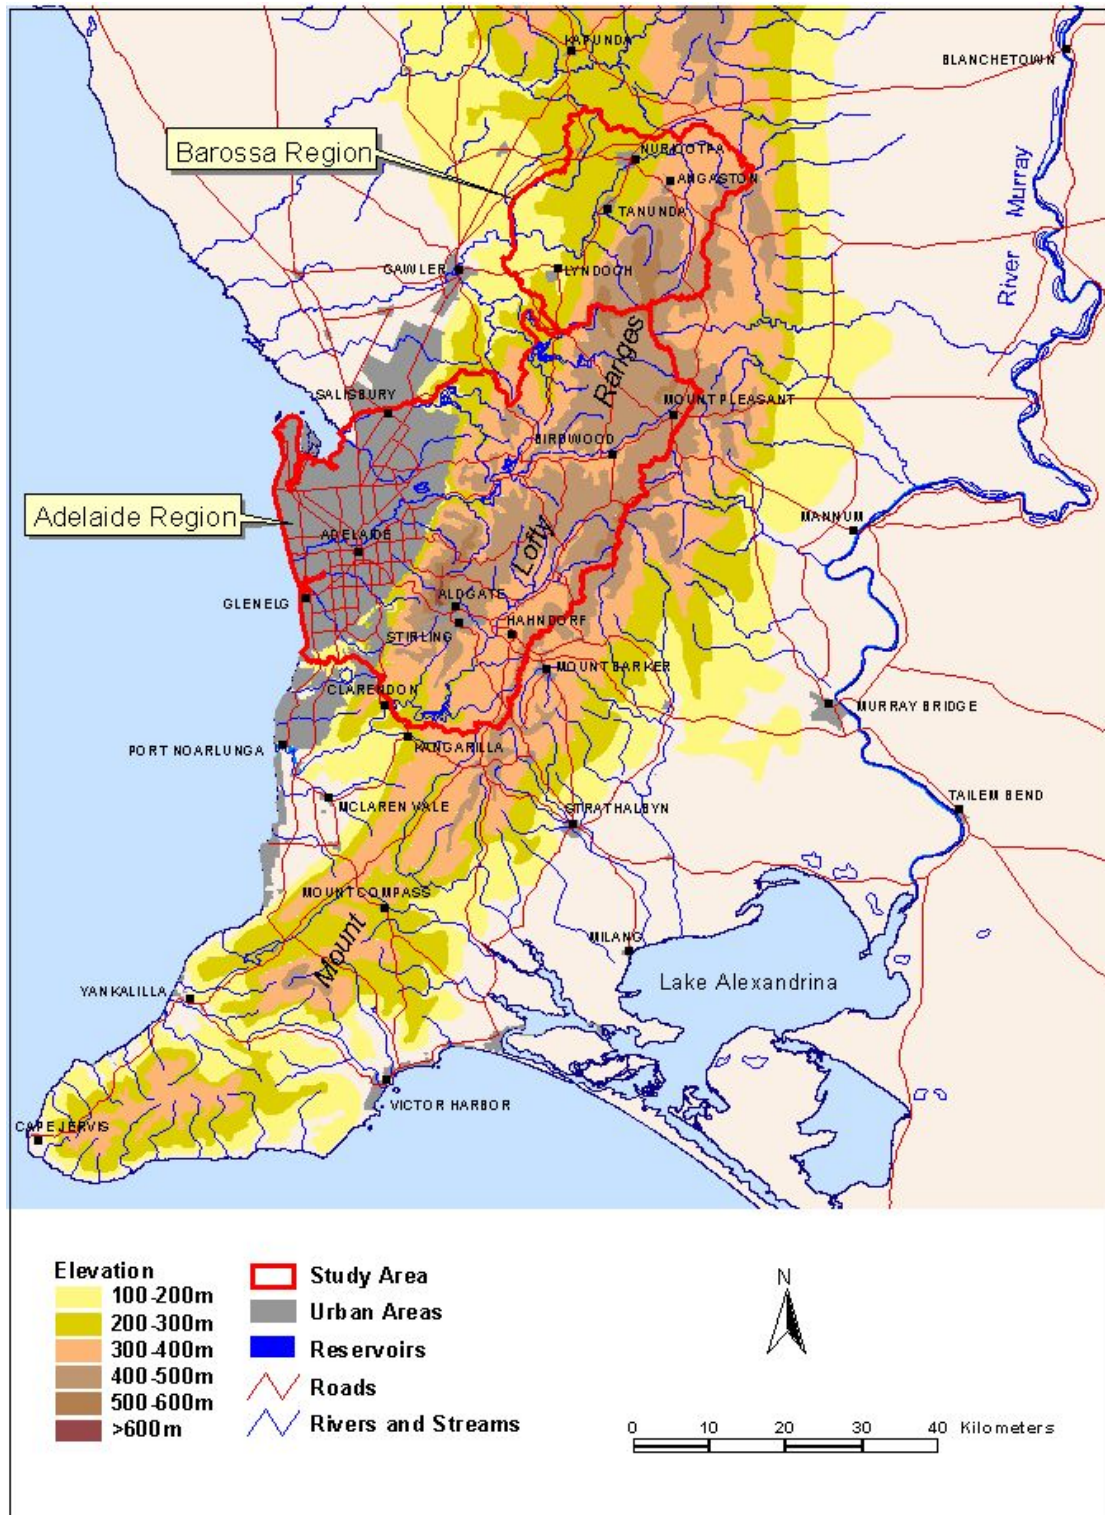 KAPUNDA
BLANCHETOWN
Barossa Region
NURIOOTPA
ANGASTON
TANUNDA
River Murray
GAWLER
LYNDOCH
Ranges
SALISBURY
MOUNT PLEASANT
BIRDWOOD
Adelaide Region
MANNUM
ADELAIDE
Lofty
GLENELG
ALDGATE
HAHNDORF
STIRLING
MOUNT BARKER
CLARENDON
MURRAY BRIDGE
PORT NOARLUNGA
KANGARILLA
TAILEM BEND
MCLAREN VALE
STRATHALBYN
MOUNT COMPASS
Mount
MILANG
Lake Alexandrina
YANKALILLA
VICTOR HARBOR
CAPE JERVIS
Elevation
100-200m
200-300m
300-400m
400-500m
500-600m
>600m
Study Area
Urban Areas
Reservoirs
Roads
Rivers and Streams
N
0 10 20 30 40 Kilometers